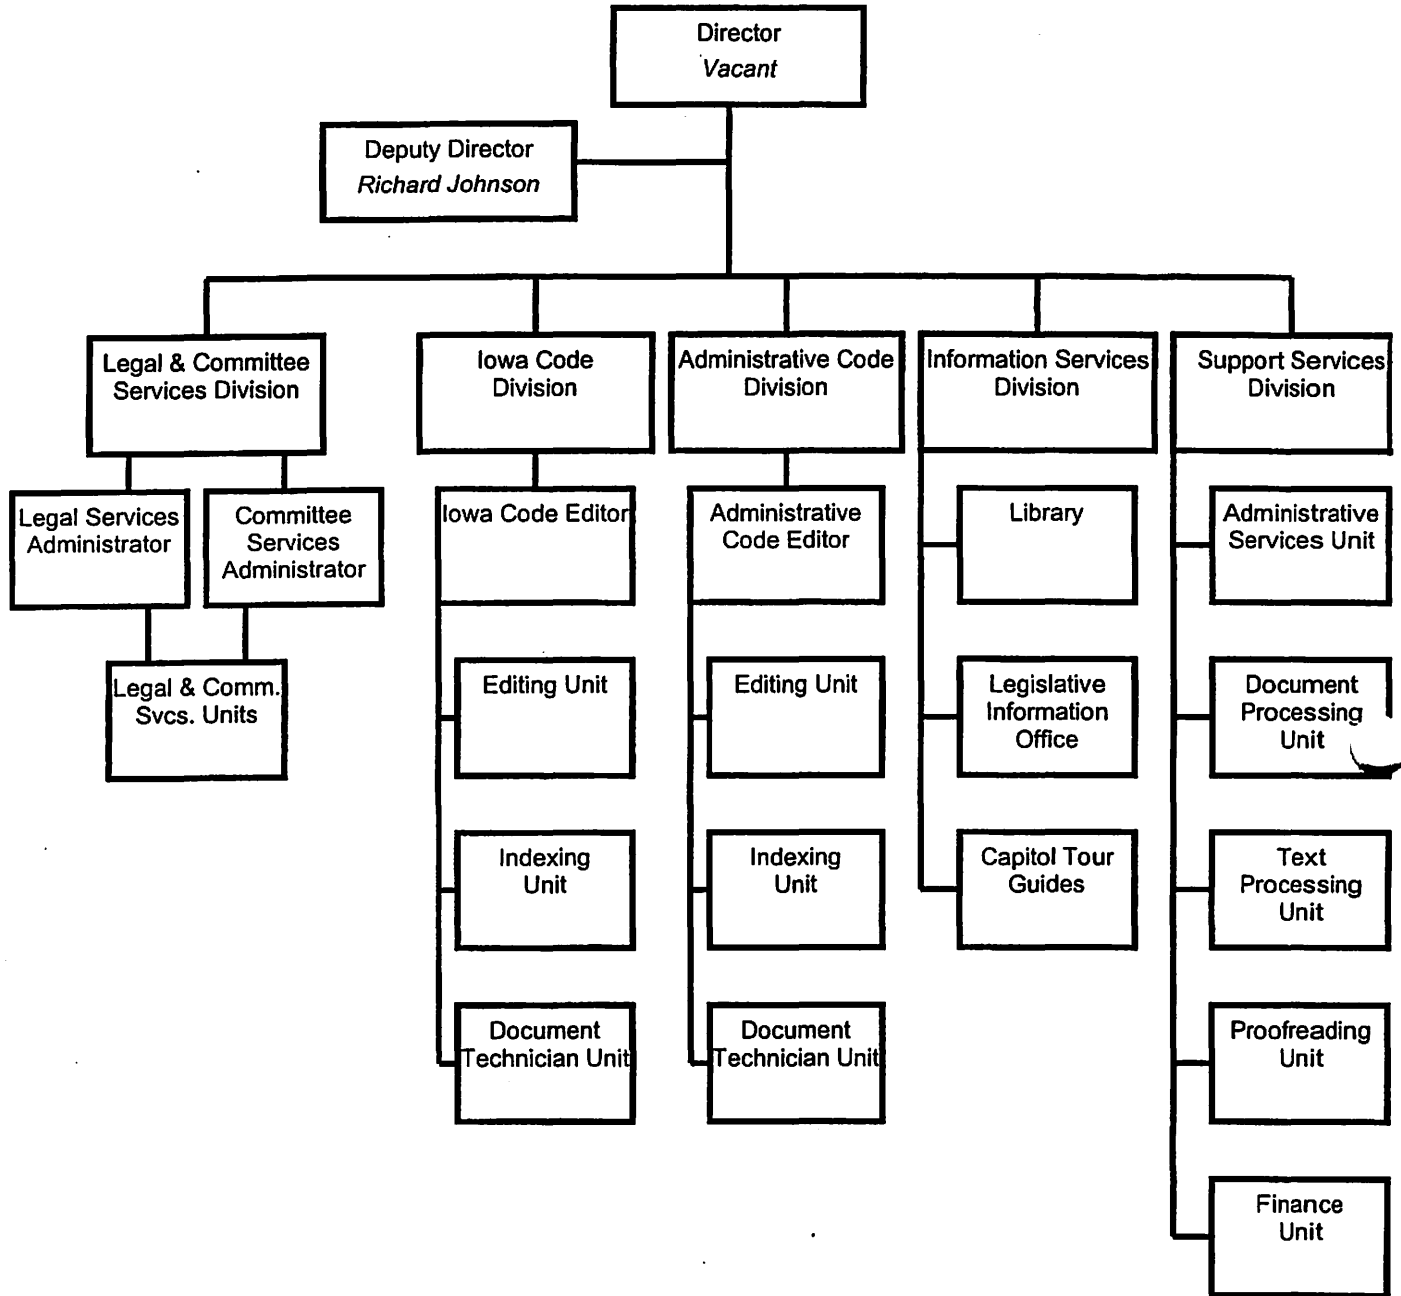 Director
Vacant
Deputy Director
Richard Johnson
Legal & Committee
Services Division
Iowa Code
Division
Administrative Code
Division
Information Services
Division
Support Services
Division
Legal Services
Administrator
Committee
Services
Administrator
Legal & Comm.
Svcs. Units
Iowa Code Editor
Editing Unit
Indexing
Unit
Document
Technician Unit
Administrative
Code Editor
Editing Unit
Indexing
Unit
Document
Technician Unit
Library
Legislative
Information
Office
Capitol Tour
Guides
Administrative
Services Unit
Document
Processing
Unit
Text
Processing
Unit
Proofreading
Unit
Finance
Unit